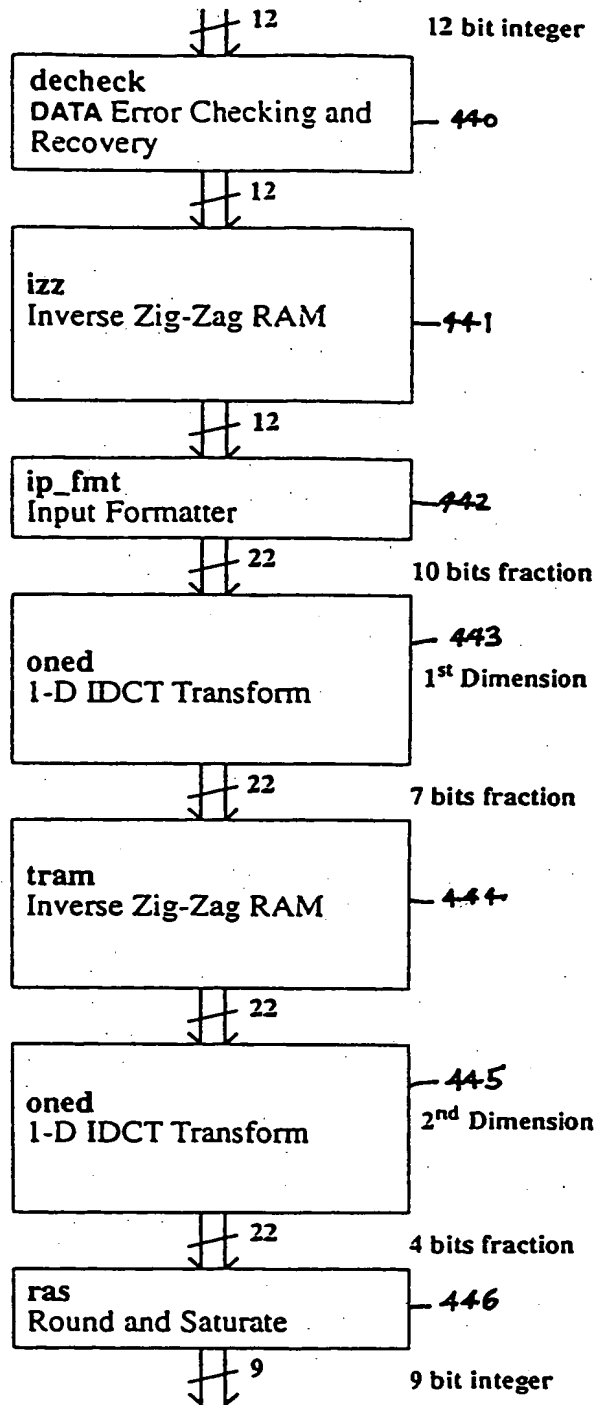 12
12 bit integer
decheck
DATA Error Checking and
Recovery
440
12
izz
Inverse Zig-Zag RAM
441
12
ip_fmt
Input Formatter
442
22
10 bits fraction
443
oned
1-D IDCT Transform
1st Dimension
22
7 bits fraction
tram
Inverse Zig-Zag RAM
444
22
445
oned
1-D IDCT Transform
2nd Dimension
22
4 bits fraction
ras
Round and Saturate
446
9
9 bit integer